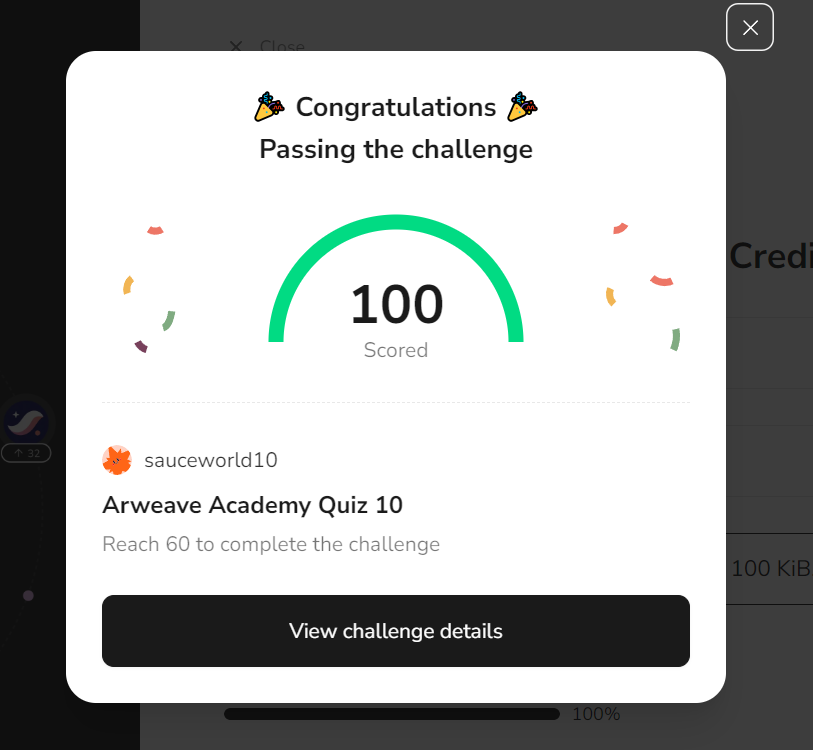 Close
🎉 Congratulations 🎉
Passing the challenge
Credi
100
Scored
↑ 32
sauceworld10
Arweave Academy Quiz 10
Reach 60 to complete the challenge
100 KiB
View challenge details
100%